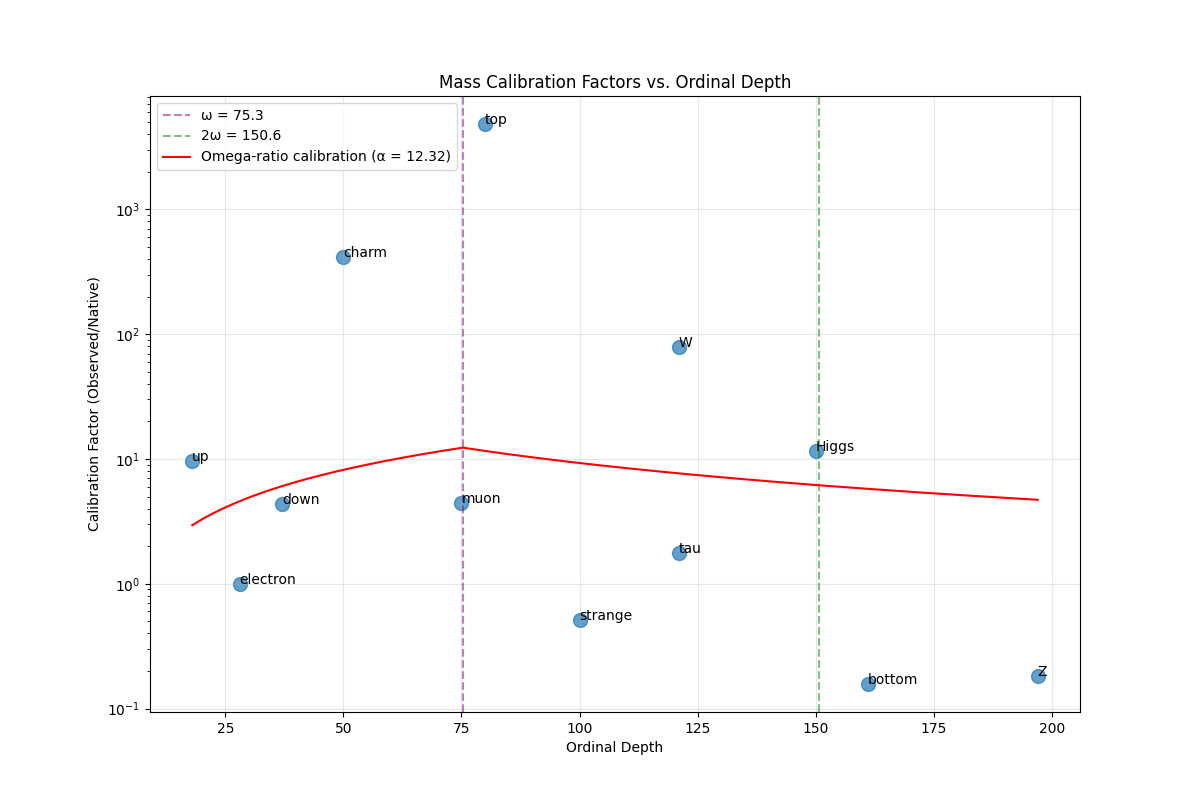 Mass Calibration Factors vs. Ordinal Depth
ω = 75.3
2ω = 150.6
Omega-ratio calibration (α = 12.32)
top
charm
W
up
Higgs
down
muon
tau
electron
strange
Z
bottom
Calibration Factor (Observed/Native)
10³
10²
10¹
10⁰
10⁻¹
25 50 75 100 125 150 175 200
Ordinal Depth